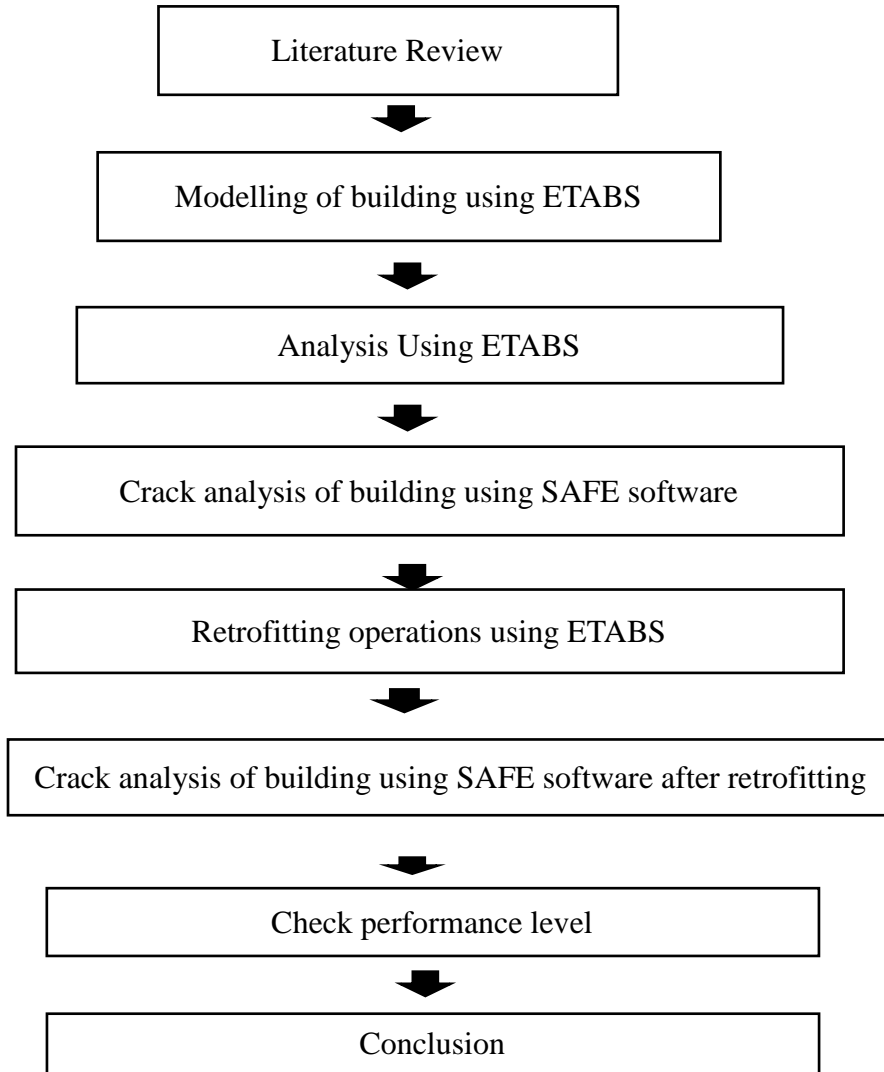 Literature Review
Modelling of building using ETABS
Analysis Using ETABS
Crack analysis of building using SAFE software
Retrofitting operations using ETABS
Crack analysis of building using SAFE software after retrofitting
Check performance level
Conclusion